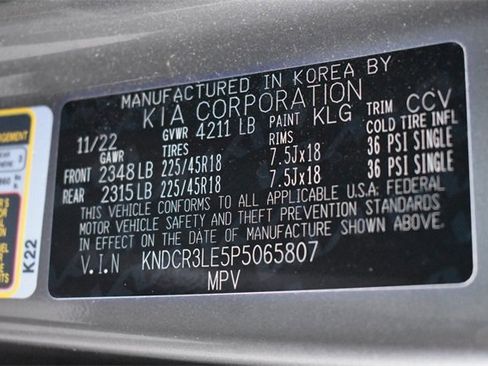 MANUFACTURED IN KOREA BY
KIA CORPORATION
11/22 GVWR 4211 LB PAINT KLG TRIM CCV
GAWR TIRES RIMS COLD TIRE INFL
FRONT 2348 LB 225/45R18 7.5Jx18 36 PSI SINGLE
REAR 2315 LB 225/45R18 7.5Jx18 36 PSI SINGLE
THIS VEHICLE CONFORMS TO ALL APPLICABLE U.S.A: FEDERAL
MOTOR VEHICLE SAFETY AND THEFT PREVENTION STANDARDS
IN EFFECT ON THE DATE OF MANUFACTURE SHOWN ABOVE.
V.I.N KNDCR3LE5P5065807
MPV
K22